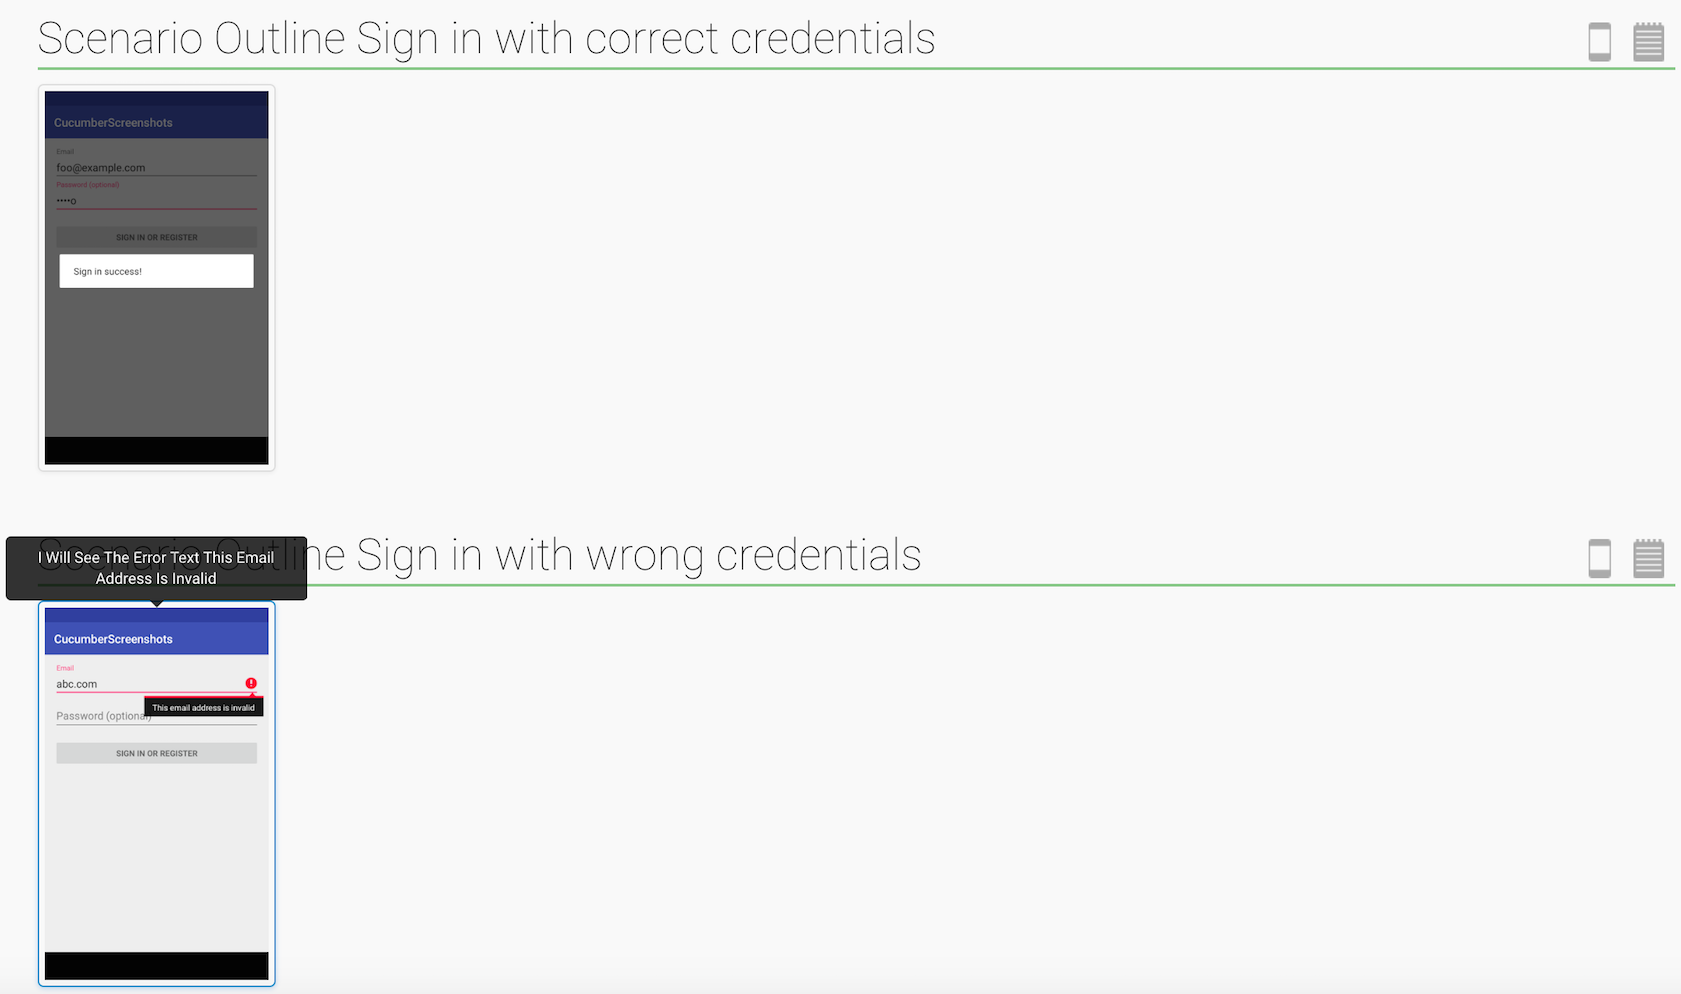 Scenario Outline Sign in with correct credentials
CucumberScreenshots
Email
foo@example.com
Password (optional)
••••o
SIGN IN OR REGISTER
Sign in success!
Scenario Outline Sign in with wrong credentials
I Will See The Error Text This Email
Address Is Invalid
CucumberScreenshots
Email
abc.com
This email address is invalid
Password (optional)
SIGN IN OR REGISTER